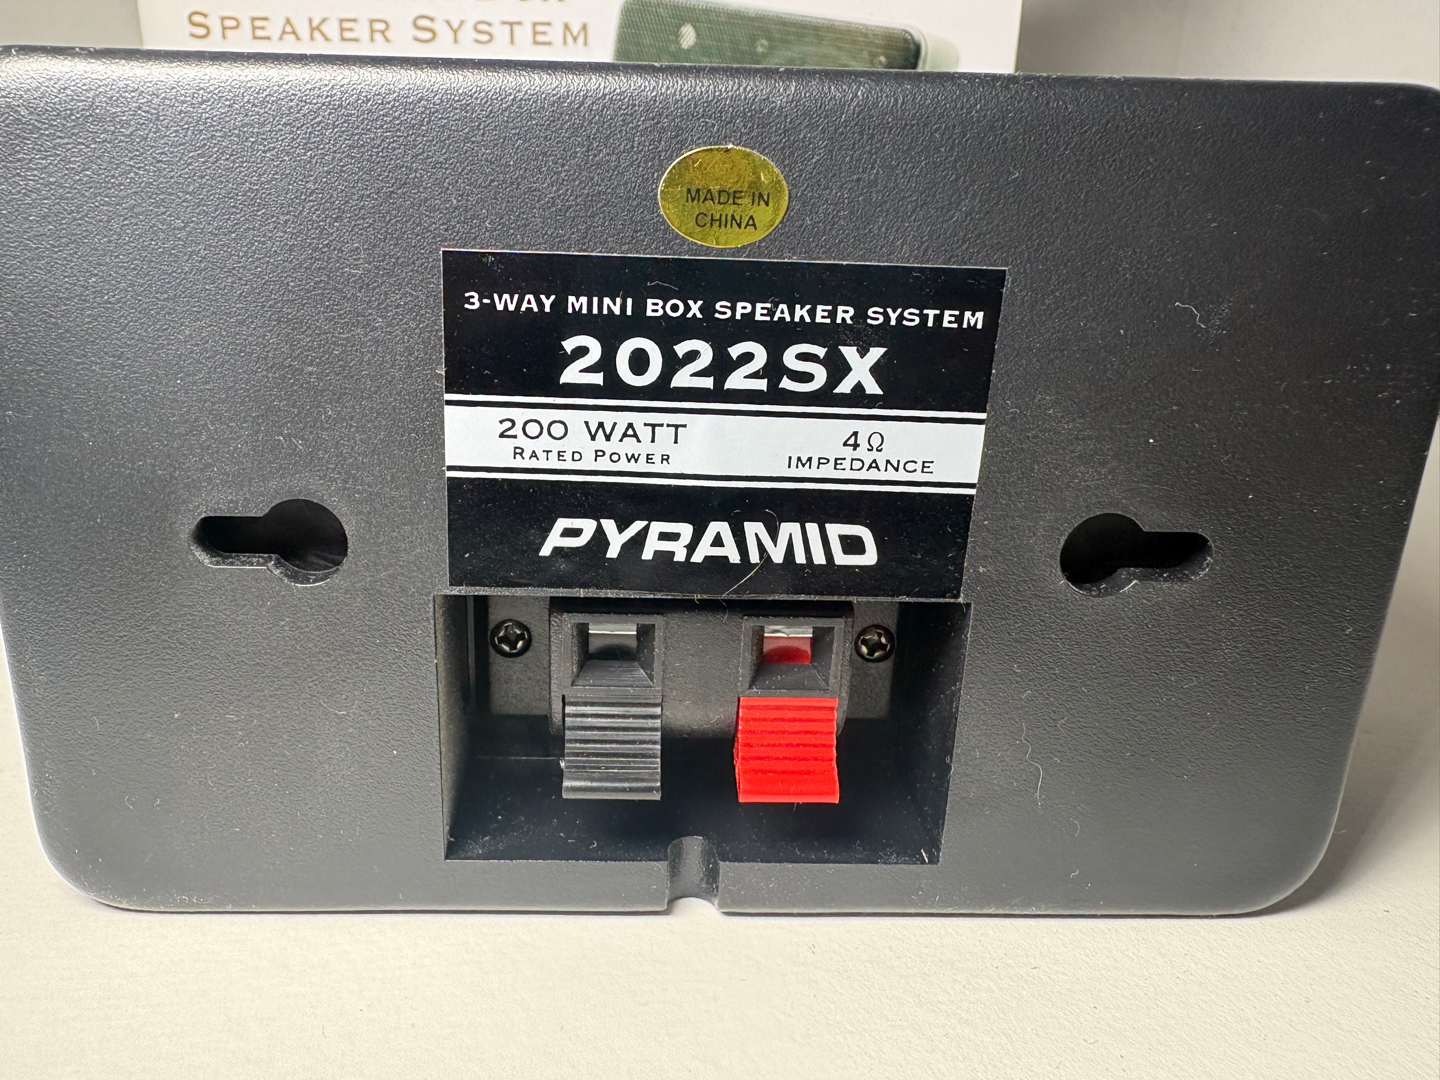 SPEAKER SYSTEM
MADE IN
CHINA
3-WAY MINI BOX SPEAKER SYSTEM
2022SX
200 WATT
RATED POWER
4Ω
IMPEDANCE
PYRAMID